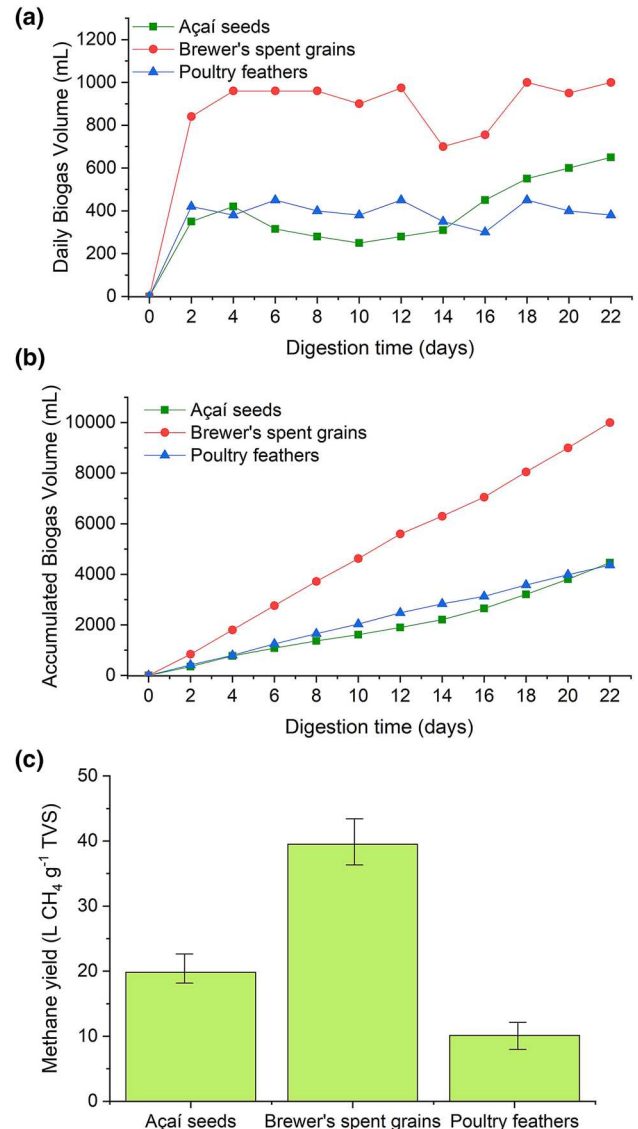 (a)
Açaí seeds
Brewer's spent grains
Poultry feathers
Daily Biogas Volume (mL)
1200
1000
800
600
400
200
0
0 2 4 6 8 10 12 14 16 18 20 22
Digestion time (days)
(b)
Açaí seeds
Brewer's spent grains
Poultry feathers
Accumulated Biogas Volume (mL)
10000
8000
6000
4000
2000
0
0 2 4 6 8 10 12 14 16 18 20 22
Digestion time (days)
(c)
Methane yield (L CH₄ g⁻¹ TVS)
50
40
30
20
10
0
Açaí seeds Brewer's spent grains Poultry feathers